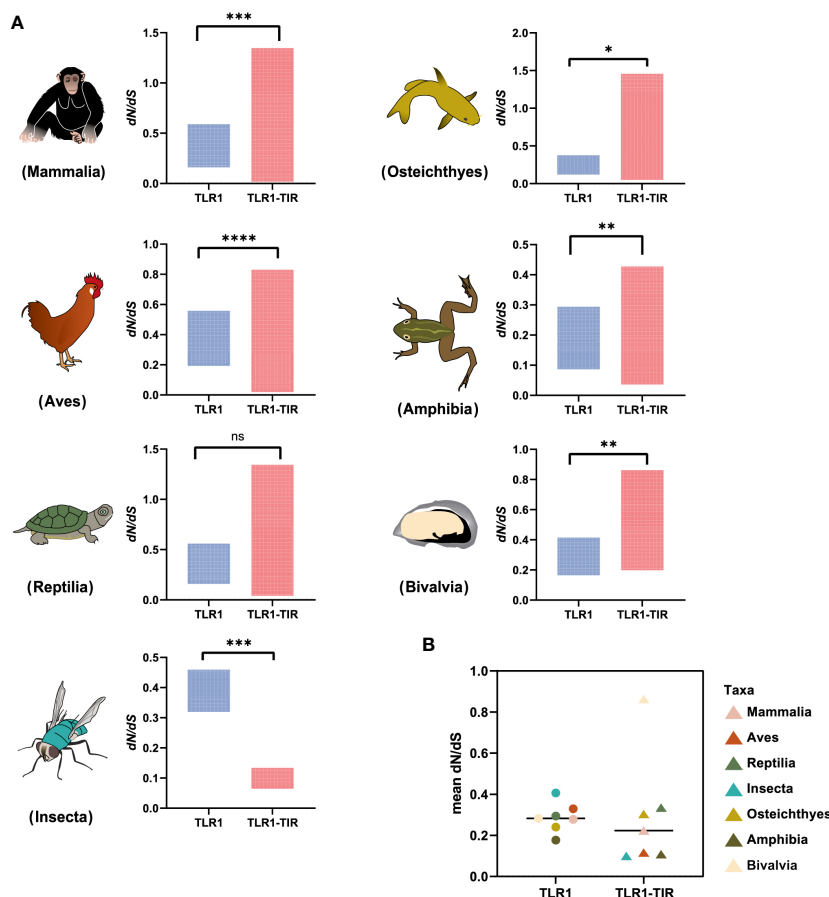 A
1.5
1.0
0.5
0.0
dN/dS
***
TLR1
TLR1-TIR
(Mammalia)
2.0
1.5
1.0
0.5
0.0
dN/dS
*
TLR1
TLR1-TIR
(Osteichthyes)
1.0
0.8
0.6
0.4
0.2
0.0
dN/dS
****
TLR1
TLR1-TIR
(Aves)
0.5
0.4
0.3
0.2
0.1
0.0
dN/dS
**
TLR1
TLR1-TIR
(Amphibia)
1.5
1.0
0.5
0.0
dN/dS
ns
TLR1
TLR1-TIR
(Reptilia)
1.0
0.8
0.6
0.4
0.2
0.0
dN/dS
**
TLR1
TLR1-TIR
(Bivalvia)
0.5
0.4
0.3
0.2
0.1
0.0
dN/dS
***
TLR1
TLR1-TIR
(Insecta)
B
1.0
0.8
0.6
0.4
0.2
0.0
mean dN/dS
TLR1
TLR1-TIR
Taxa
Mammalia
Aves
Reptilia
Insecta
Osteichthyes
Amphibia
Bivalvia